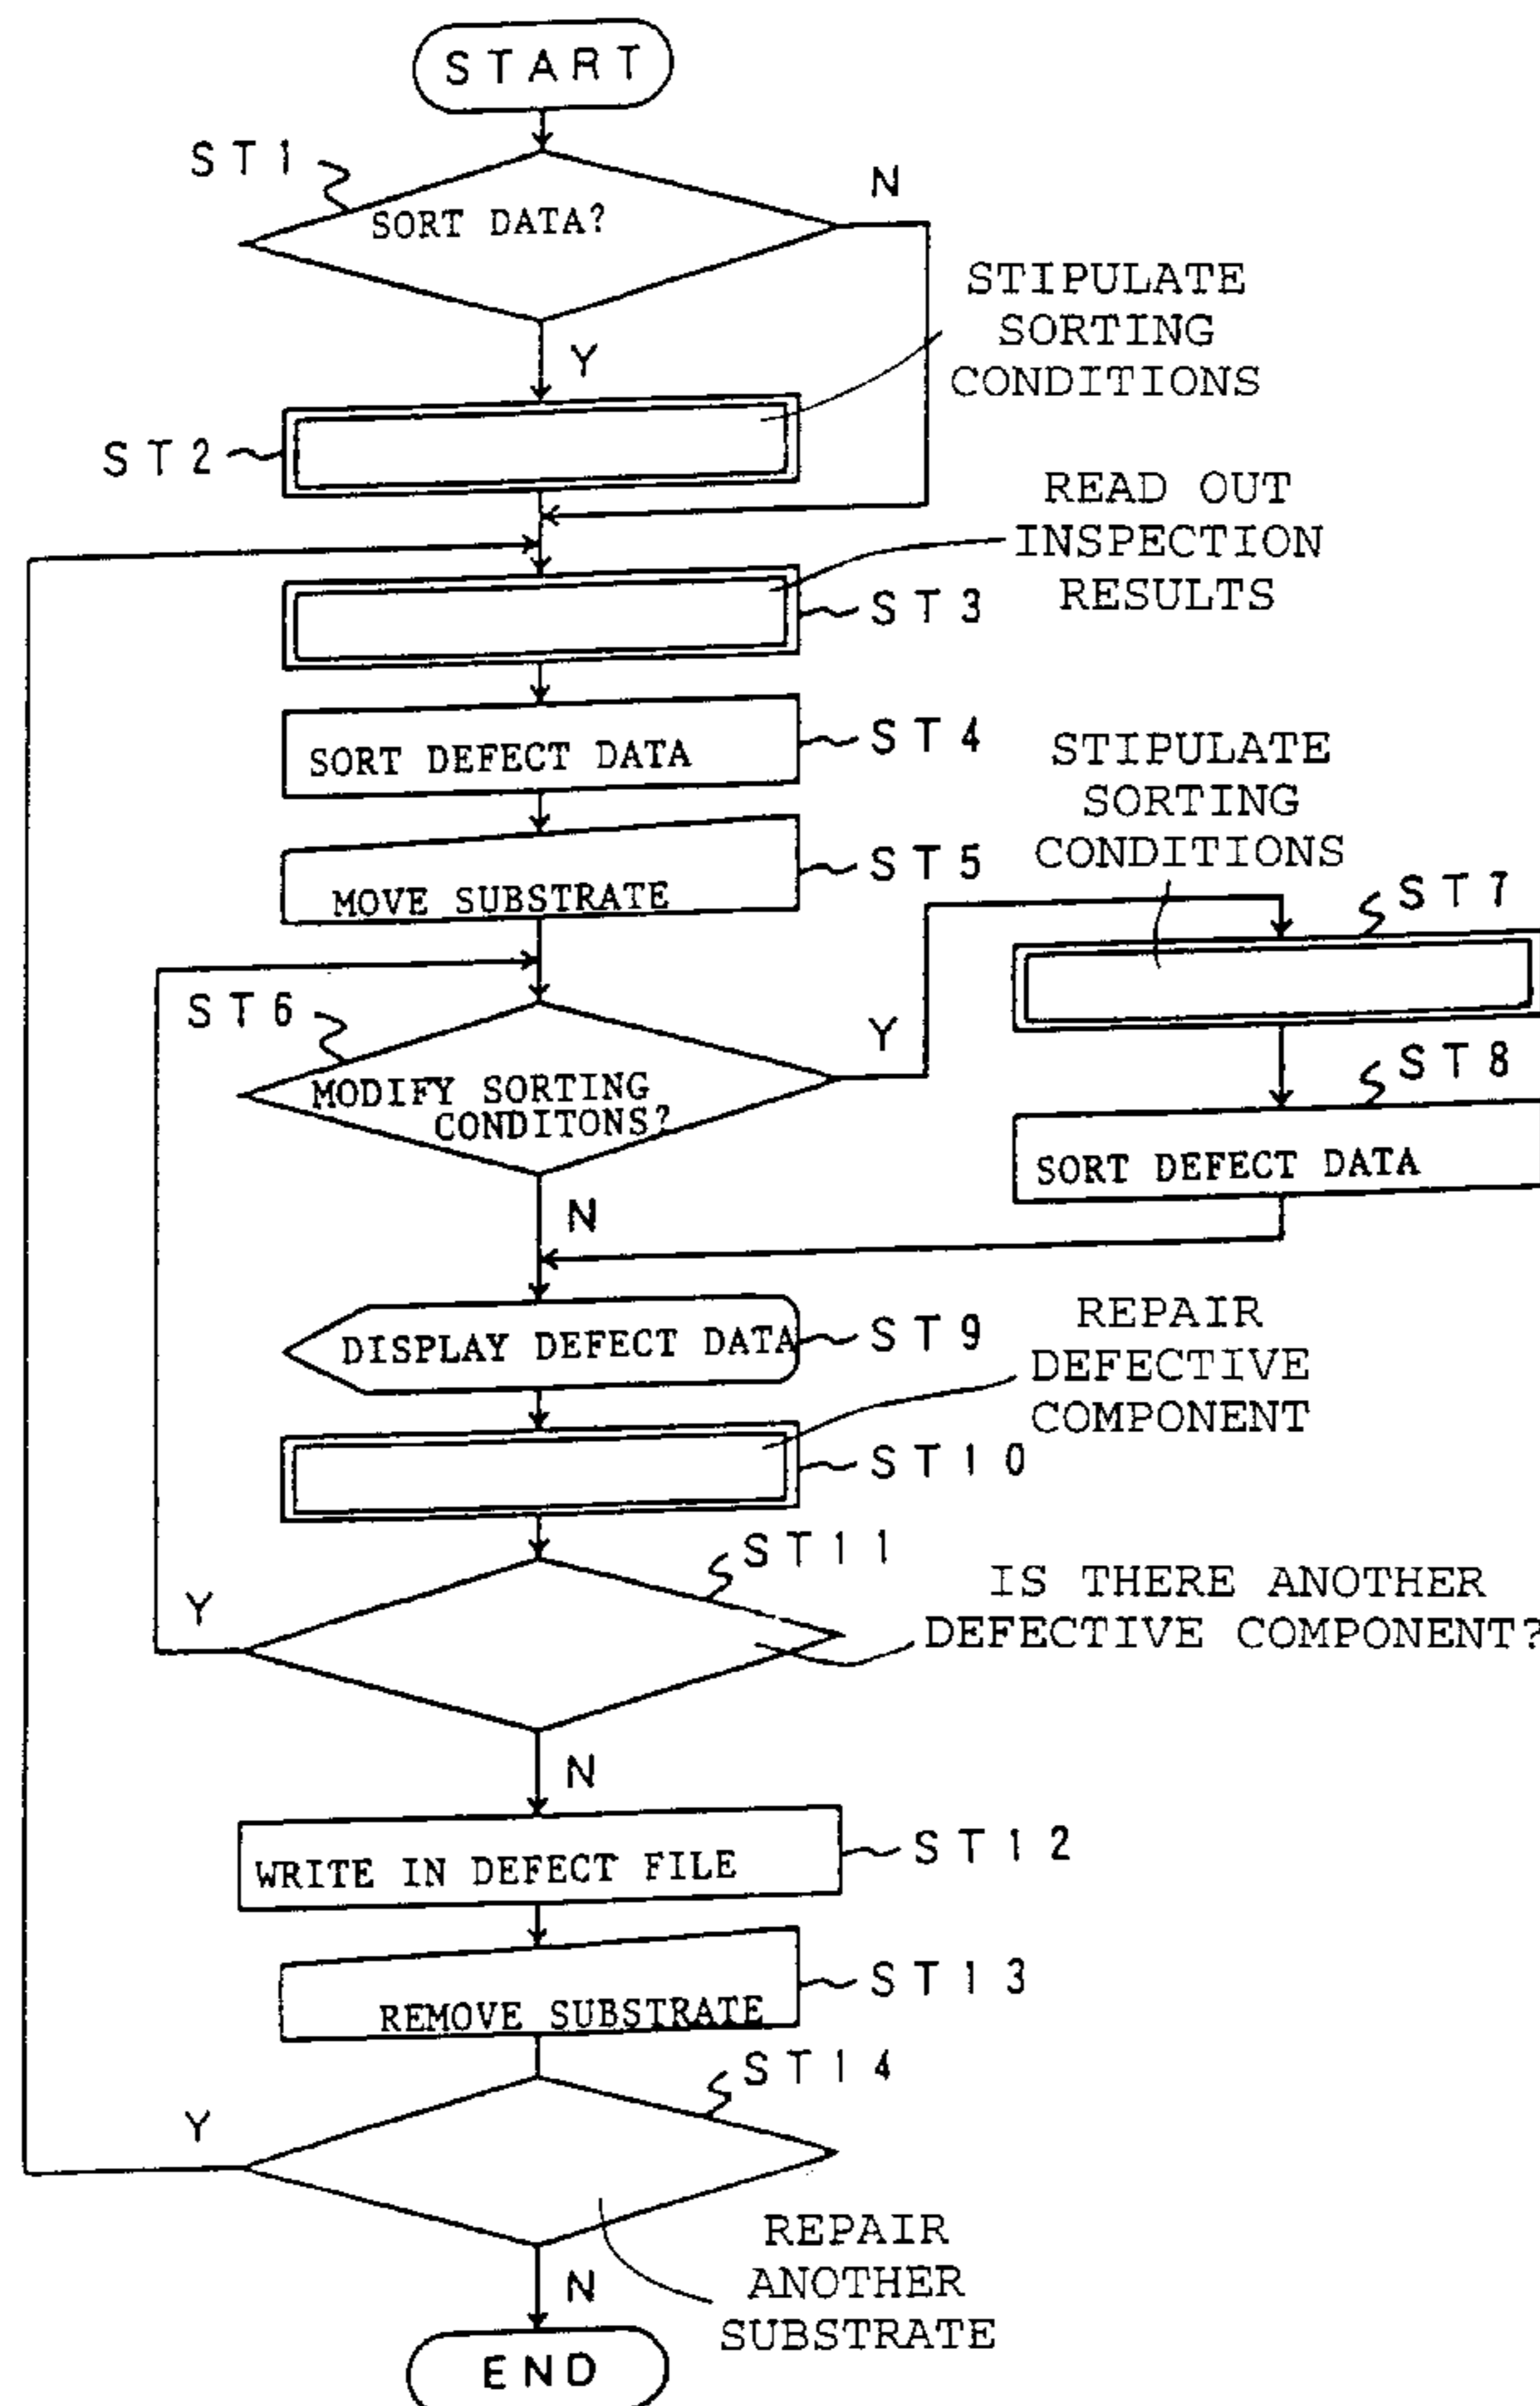 START
ST1
SORT DATA?
N
STIPULATE
SORTING
CONDITIONS
Y
ST2
READ OUT
INSPECTION
RESULTS
ST3
SORT DEFECT DATA
ST4
STIPULATE
SORTING
CONDITIONS
MOVE SUBSTRATE
ST5
ST7
ST6
MODIFY SORTING
CONDITONS?
Y
ST8
SORT DEFECT DATA
N
DISPLAY DEFECT DATA
ST9
REPAIR
DEFECTIVE
COMPONENT
ST10
ST11
IS THERE ANOTHER
DEFECTIVE COMPONENT?
Y
N
WRITE IN DEFECT FILE
ST12
REMOVE SUBSTRATE
ST13
ST14
Y
REPAIR
ANOTHER
SUBSTRATE
N
END